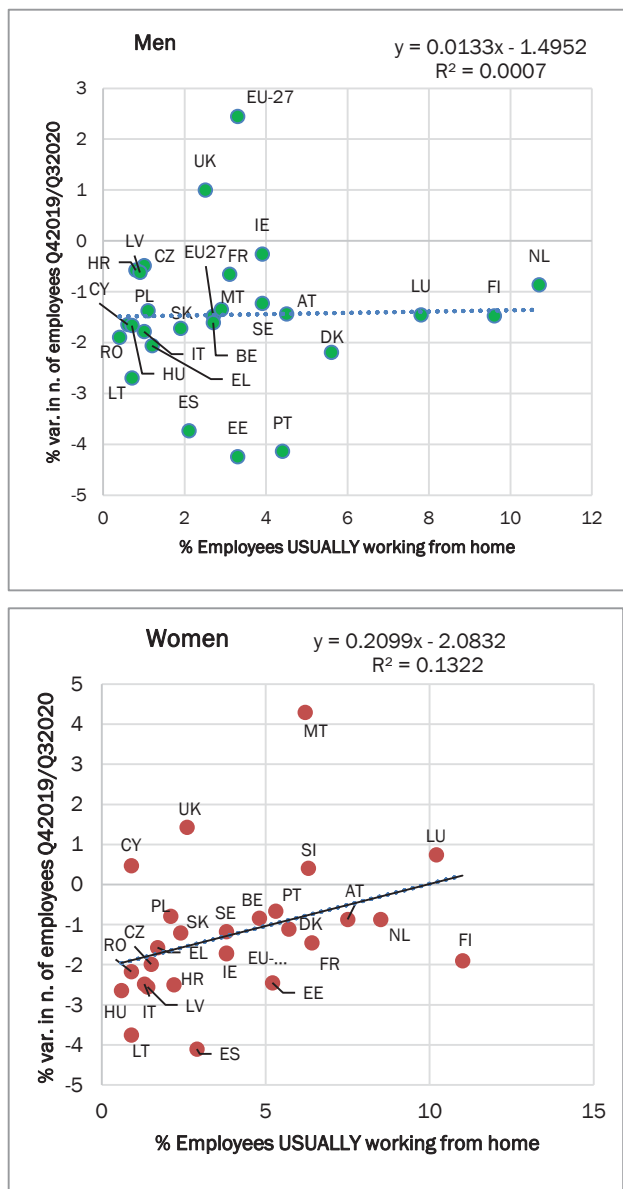 Men
y = 0.0133x - 1.4952
R² = 0.0007
% var. in n. of employees Q42019/Q32020
3
2
1
0
-1
-2
-3
-4
-5
EU-27
UK
IE
LV
CZ
EU27
FR
HR
NL
CY
PL
MT
LU
FI
SK
AT
SE
RO
IT
BE
DK
HU
EL
LT
ES
EE
PT
0 2 4 6 8 10 12
% Employees USUALLY working from home
Women
y = 0.2099x - 2.0832
R² = 0.1322
% var. in n. of employees Q42019/Q32020
5
4
3
2
1
0
-1
-2
-3
-4
-5
MT
UK
CY
SI
LU
PL
BE
PT
AT
CZ
SK
SE
DK
NL
RO
EL
IE
EU-...
FR
FI
HR
EE
HU
IT
LV
LT
ES
0 5 10 15
% Employees USUALLY working from home